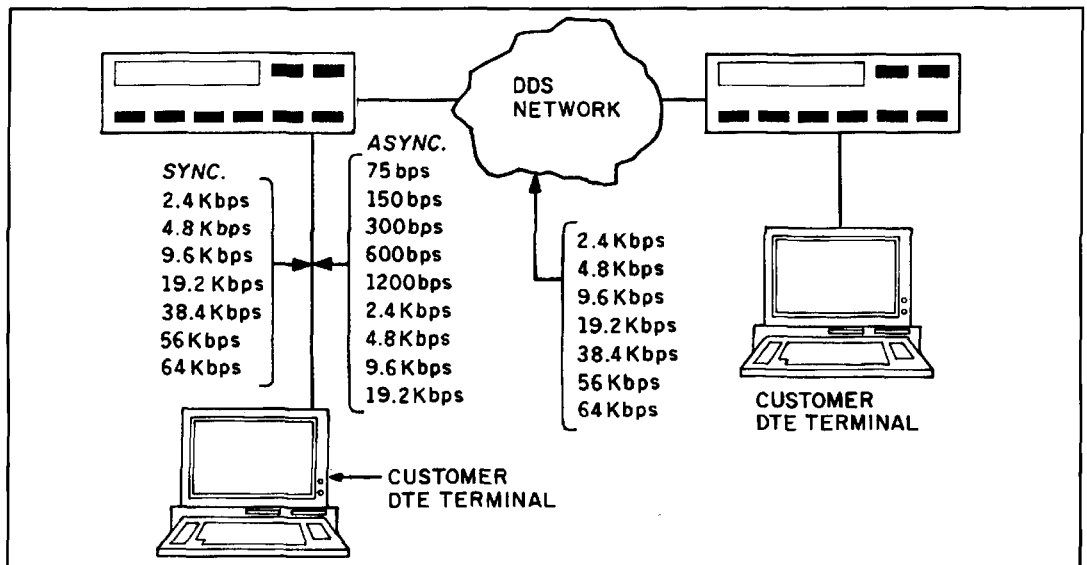 DDS
NETWORK
SYNC.
2.4 Kbps
4.8 Kbps
9.6 Kbps
19.2 Kbps
38.4 Kbps
56 Kbps
64 Kbps
ASYNC.
75 bps
150 bps
300 bps
600 bps
1200 bps
2.4 Kbps
4.8 Kbps
9.6 Kbps
19.2 Kbps
2.4 Kbps
4.8 Kbps
9.6 Kbps
19.2 Kbps
38.4 Kbps
56 Kbps
64 Kbps
CUSTOMER
DTE TERMINAL
CUSTOMER
DTE TERMINAL